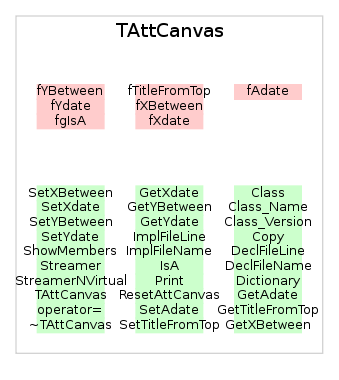 TAttCanvas
fYBetween fTitleFromTop fAdate
fYdate fXBetween
fgIsA fXdate
SetXBetween GetXdate Class
SetXdate GetYBetween Class_Name
SetYBetween GetYdate Class_Version
SetYdate ImplFileLine Copy
ShowMembers ImplFileName DeclFileLine
Streamer IsA DeclFileName
StreamerNVirtual Print Dictionary
TAttCanvas ResetAttCanvas GetAdate
operator= SetAdate GetTitleFromTop
~TAttCanvas SetTitleFromTop GetXBetween